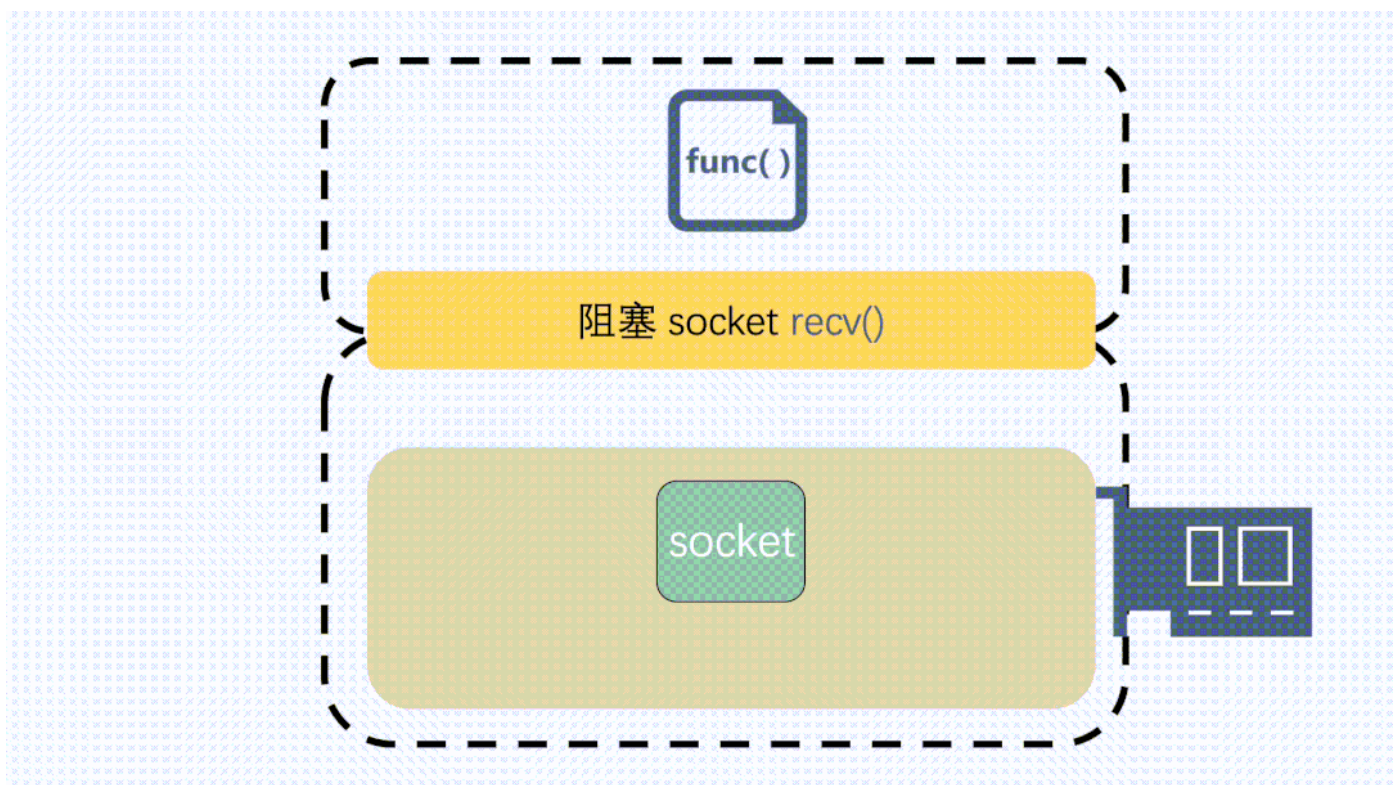 func( )
阻塞 socket recv()
socket